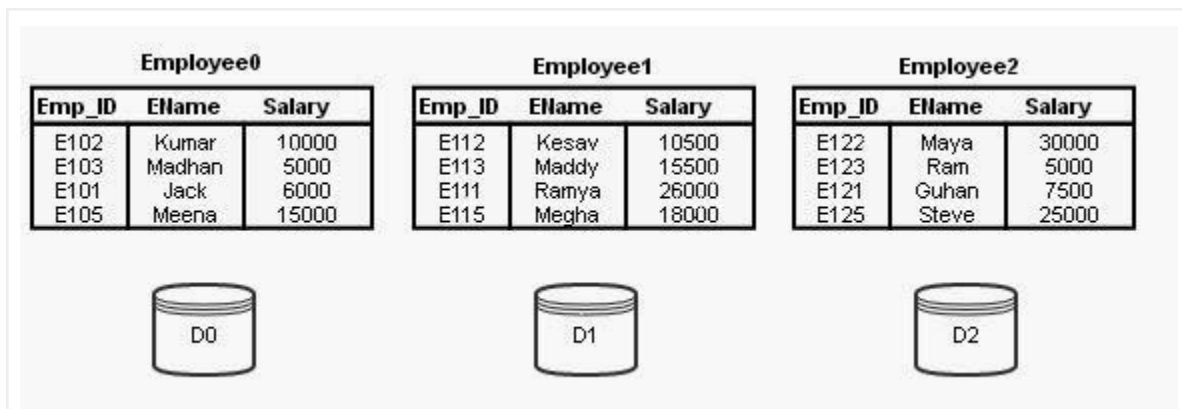 Employee0 Employee1 Employee2
Emp_ID EName Salary Emp_ID EName Salary Emp_ID EName Salary
E102 Kumar 10000 E112 Kesav 10500 E122 Maya 30000
E103 Madhan 5000 E113 Maddy 15500 E123 Ram 5000
E101 Jack 6000 E111 Ramya 26000 E121 Guhan 7500
E105 Meena 15000 E115 Megha 18000 E125 Steve 25000
D0 D1 D2